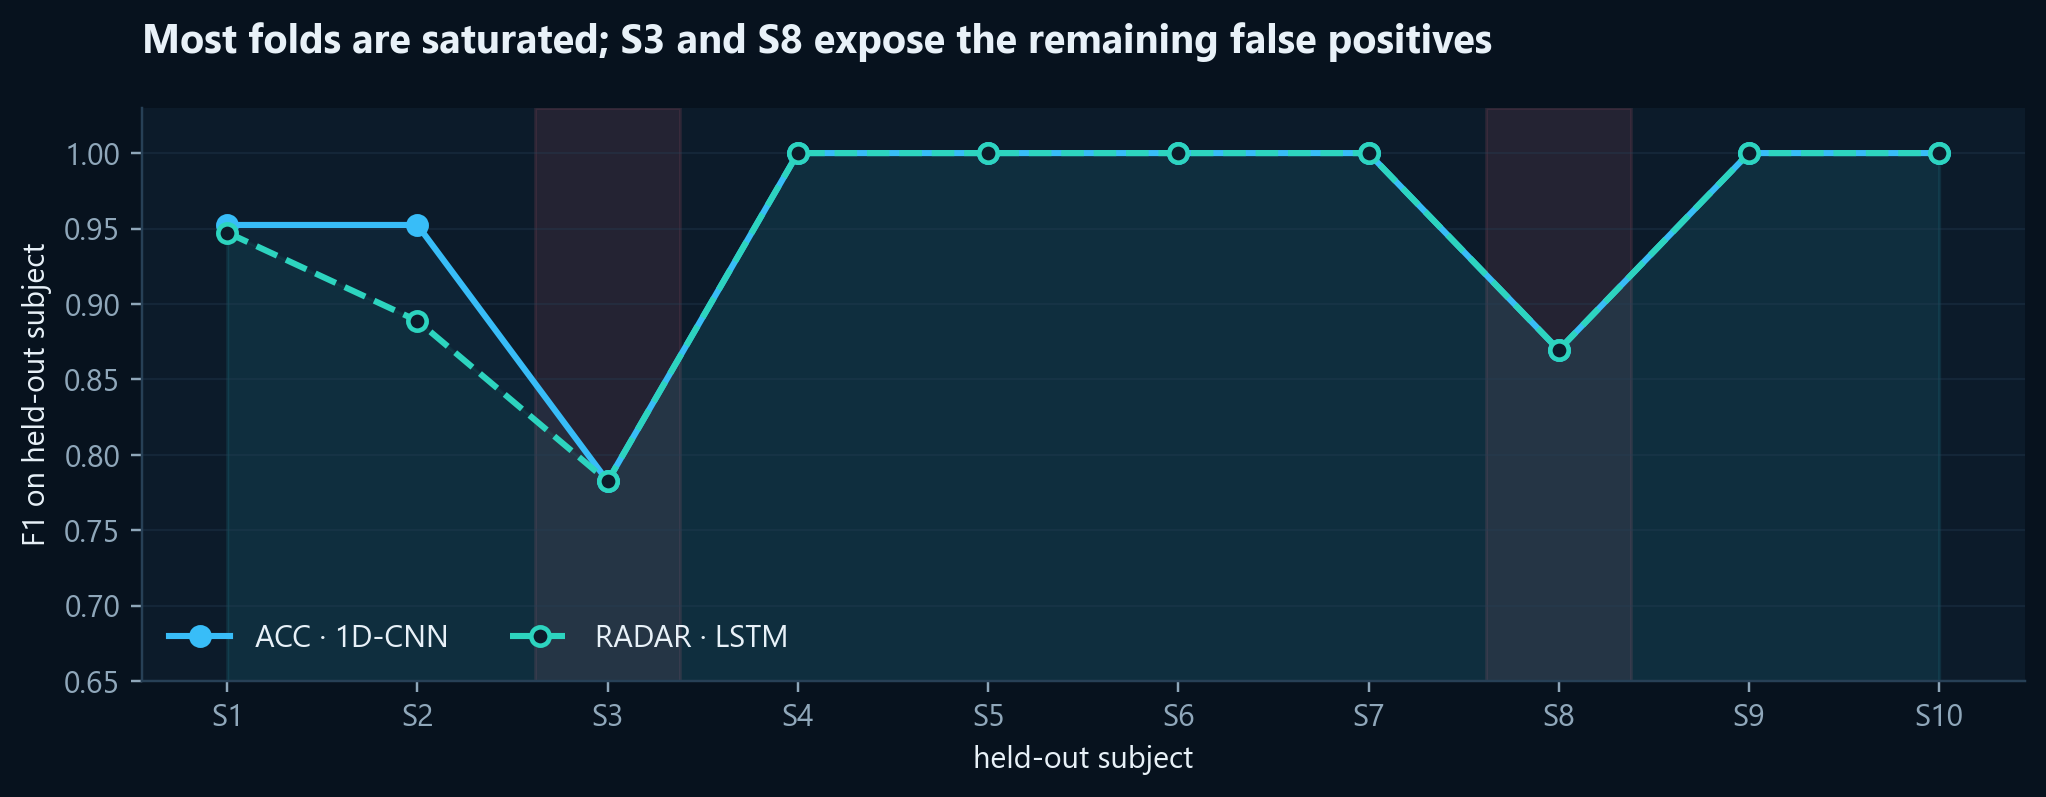 Most folds are saturated; S3 and S8 expose the remaining false positives
F1 on held-out subject
1.00
0.95
0.90
0.85
0.80
0.75
0.70
0.65
ACC · 1D-CNN
RADAR · LSTM
S1 S2 S3 S4 S5 S6 S7 S8 S9 S10
held-out subject